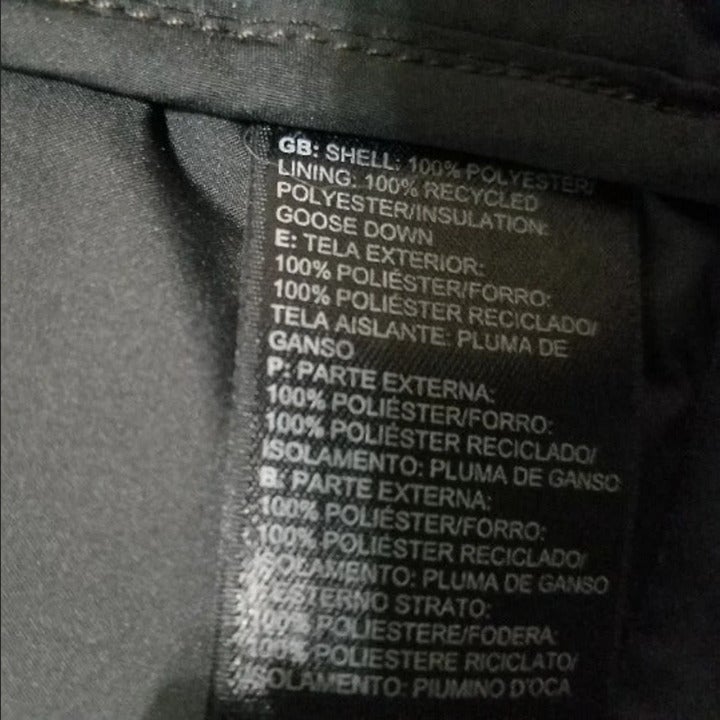 GB: SHELL: 100% POLYESTER/
LINING: 100% RECYCLED
POLYESTER/INSULATION:
GOOSE DOWN
E: TELA EXTERIOR:
100% POLIÉSTER/FORRO:
100% POLIÉSTER RECICLADO/
TELA AISLANTE: PLUMA DE
GANSO
P: PARTE EXTERNA:
100% POLIÉSTER/FORRO:
100% POLIÉSTER RECICLADO/
ISOLAMENTO: PLUMA DE GANSO
B: PARTE EXTERNA:
100% POLIÉSTER/FORRO:
100% POLIÉSTER RECICLADO/
ISOLAMENTO: PLUMA DE GANSO
ESTERNO STRATO:
100% POLIESTERE/FODERA:
100% POLIESTERE RICICLATO/
ISOLAMENTO: PIUMINO D'OCA